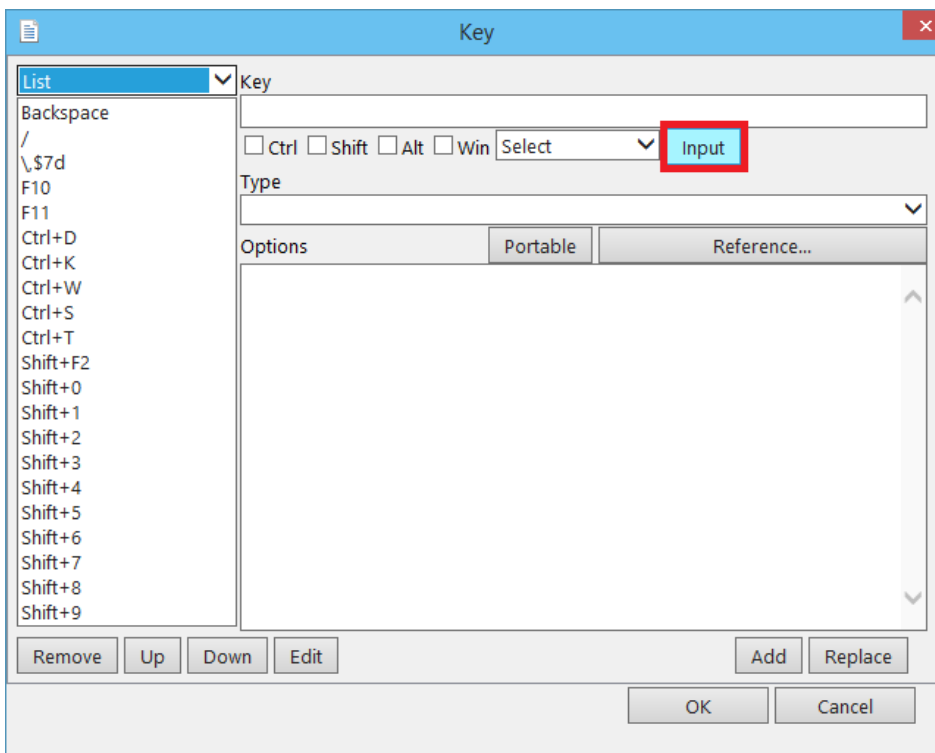 Key
List
Key
Backspace
/
\,$7d
F10
F11
Ctrl+D
Ctrl+K
Ctrl+W
Ctrl+S
Ctrl+T
Shift+F2
Shift+0
Shift+1
Shift+2
Shift+3
Shift+4
Shift+5
Shift+6
Shift+7
Shift+8
Shift+9
Ctrl Shift Alt Win Select Input
Type
Options Portable Reference...
Remove Up Down Edit Add Replace
OK Cancel